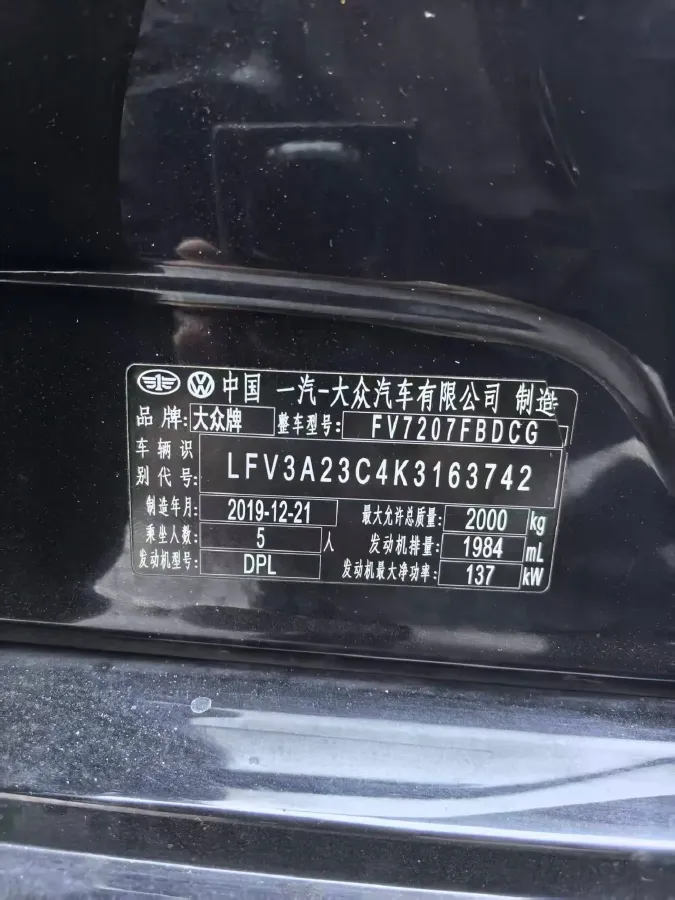 中国 一汽-大众汽车有限公司 制造
品牌: 大众牌 整车型号: FV7207FBDCG
车辆识
别代号: LFV3A23C4K3163742
制造年月: 2019-12-21 最大允许总质量: 2000 kg
乘坐人数: 5 人 发动机排量: 1984 mL
发动机型号: DPL 发动机最大净功率: 137 kW